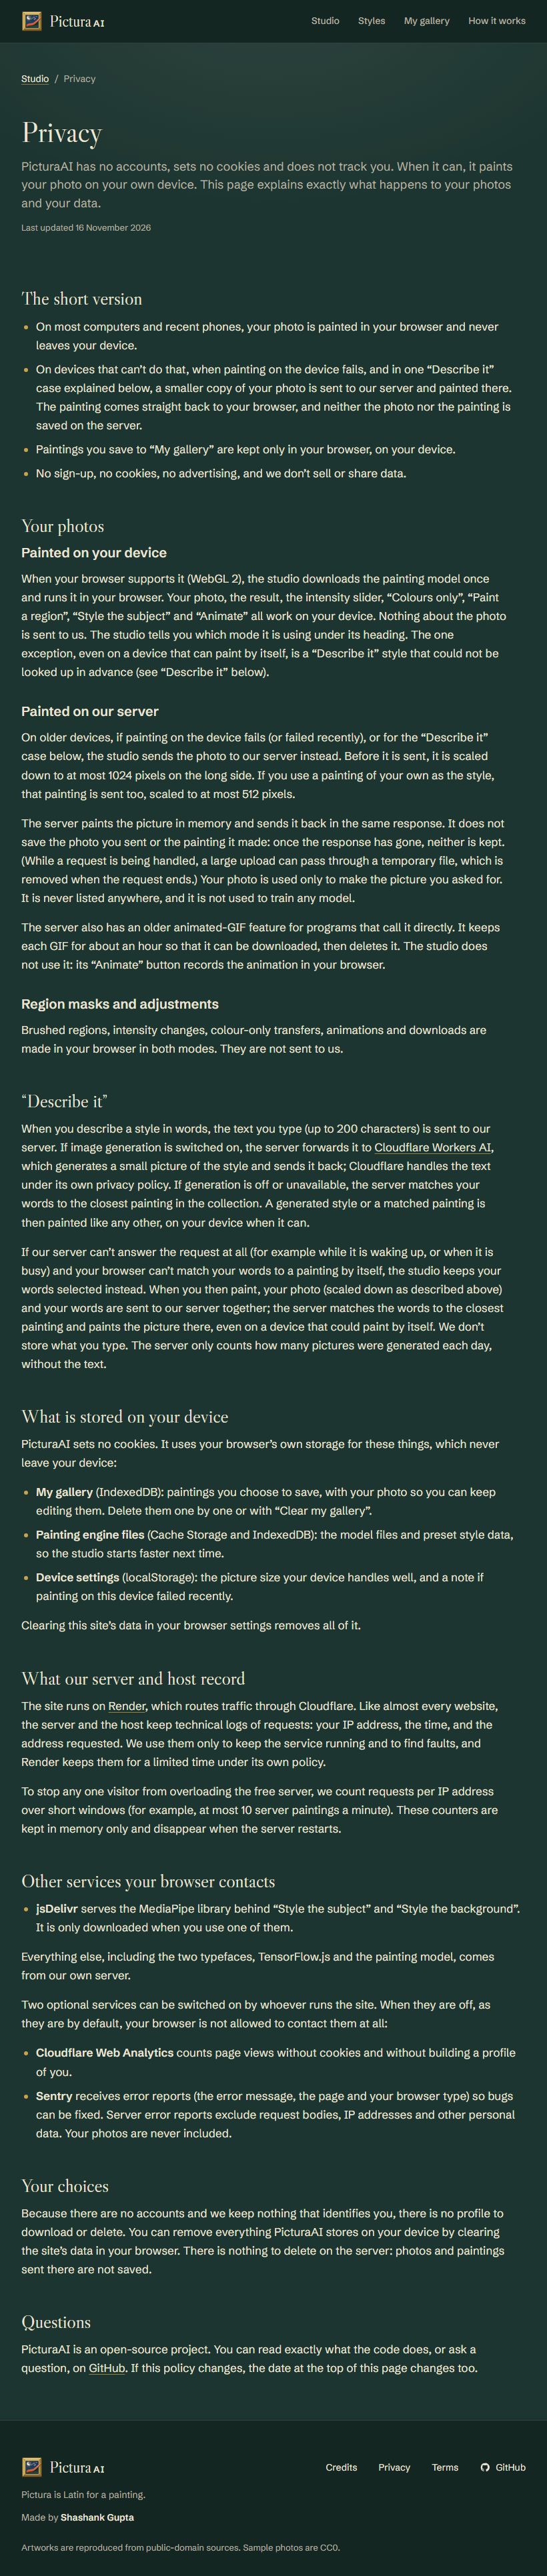 Pictura AI
Studio Styles My gallery How it works
Studio / Privacy
Privacy
PicturaAI has no accounts, sets no cookies and does not track you. When it can, it paints
your photo on your own device. This page explains exactly what happens to your photos
and your data.
Last updated 16 November 2026
The short version
• On most computers and recent phones, your photo is painted in your browser and never
leaves your device.
• On devices that can’t do that, when painting on the device fails, and in one “Describe it”
case explained below, a smaller copy of your photo is sent to our server and painted there.
The painting comes straight back to your browser, and neither the photo nor the painting is
saved on the server.
• Paintings you save to “My gallery” are kept only in your browser, on your device.
• No sign-up, no cookies, no advertising, and we don’t sell or share data.
Your photos
Painted on your device
When your browser supports it (WebGL 2), the studio downloads the painting model once
and runs it in your browser. Your photo, the result, the intensity slider, “Colours only”, “Paint
a region”, “Style the subject” and “Animate” all work on your device. Nothing about the photo
is sent to us. The studio tells you which mode it is using under its heading. The one
exception, even on a device that can paint by itself, is a “Describe it” style that could not be
looked up in advance (see “Describe it” below).
Painted on our server
On older devices, if painting on the device fails (or failed recently), or for the “Describe it”
case below, the studio sends the photo to our server instead. Before it is sent, it is scaled
down to at most 1024 pixels on the long side. If you use a painting of your own as the style,
that painting is sent too, scaled to at most 512 pixels.
The server paints the picture in memory and sends it back in the same response. It does not
save the photo you sent or the painting it made: once the response has gone, neither is kept.
(While a request is being handled, a large upload can pass through a temporary file, which is
removed when the request ends.) Your photo is used only to make the picture you asked for.
It is never listed anywhere, and it is not used to train any model.
The server also has an older animated-GIF feature for programs that call it directly. It keeps
each GIF for about an hour so that it can be downloaded, then deletes it. The studio does
not use it: its “Animate” button records the animation in your browser.
Region masks and adjustments
Brushed regions, intensity changes, colour-only transfers, animations and downloads are
made in your browser in both modes. They are not sent to us.
“Describe it”
When you describe a style in words, the text you type (up to 200 characters) is sent to our
server. If image generation is switched on, the server forwards it to Cloudflare Workers AI,
which generates a small picture of the style and sends it back; Cloudflare handles the text
under its own privacy policy. If generation is off or unavailable, the server matches your
words to the closest painting in the collection. A generated style or a matched painting is
then painted like any other, on your device when it can.
If our server can’t answer the request at all (for example while it is waking up, or when it is
busy) and your browser can’t match your words to a painting by itself, the studio keeps your
words selected instead. When you then paint, your photo (scaled down as described above)
and your words are sent to our server together; the server matches the words to the closest
painting and paints the picture there, even on a device that could paint by itself. We don’t
store what you type. The server only counts how many pictures were generated each day,
without the text.
What is stored on your device
PicturaAI sets no cookies. It uses your browser’s own storage for these things, which never
leave your device:
• My gallery (IndexedDB): paintings you choose to save, with your photo so you can keep
editing them. Delete them one by one or with “Clear my gallery”.
• Painting engine files (Cache Storage and IndexedDB): the model files and preset style data,
so the studio starts faster next time.
• Device settings (localStorage): the picture size your device handles well, and a note if
painting on this device failed recently.
Clearing this site’s data in your browser settings removes all of it.
What our server and host record
The site runs on Render, which routes traffic through Cloudflare. Like almost every website,
the server and the host keep technical logs of requests: your IP address, the time, and the
address requested. We use them only to keep the service running and to find faults, and
Render keeps them for a limited time under its own policy.
To stop any one visitor from overloading the free server, we count requests per IP address
over short windows (for example, at most 10 server paintings a minute). These counters are
kept in memory only and disappear when the server restarts.
Other services your browser contacts
• jsDelivr serves the MediaPipe library behind “Style the subject” and “Style the background”.
It is only downloaded when you use one of them.
Everything else, including the two typefaces, TensorFlow.js and the painting model, comes
from our own server.
Two optional services can be switched on by whoever runs the site. When they are off, as
they are by default, your browser is not allowed to contact them at all:
• Cloudflare Web Analytics counts page views without cookies and without building a profile
of you.
• Sentry receives error reports (the error message, the page and your browser type) so bugs
can be fixed. Server error reports exclude request bodies, IP addresses and other personal
data. Your photos are never included.
Your choices
Because there are no accounts and we keep nothing that identifies you, there is no profile to
download or delete. You can remove everything PicturaAI stores on your device by clearing
the site’s data in your browser. There is nothing to delete on the server: photos and paintings
sent there are not saved.
Questions
PicturaAI is an open-source project. You can read exactly what the code does, or ask a
question, on GitHub. If this policy changes, the date at the top of this page changes too.
Pictura AI
Credits Privacy Terms GitHub
Pictura is Latin for a painting.
Made by Shashank Gupta
Artworks are reproduced from public-domain sources. Sample photos are CC0.